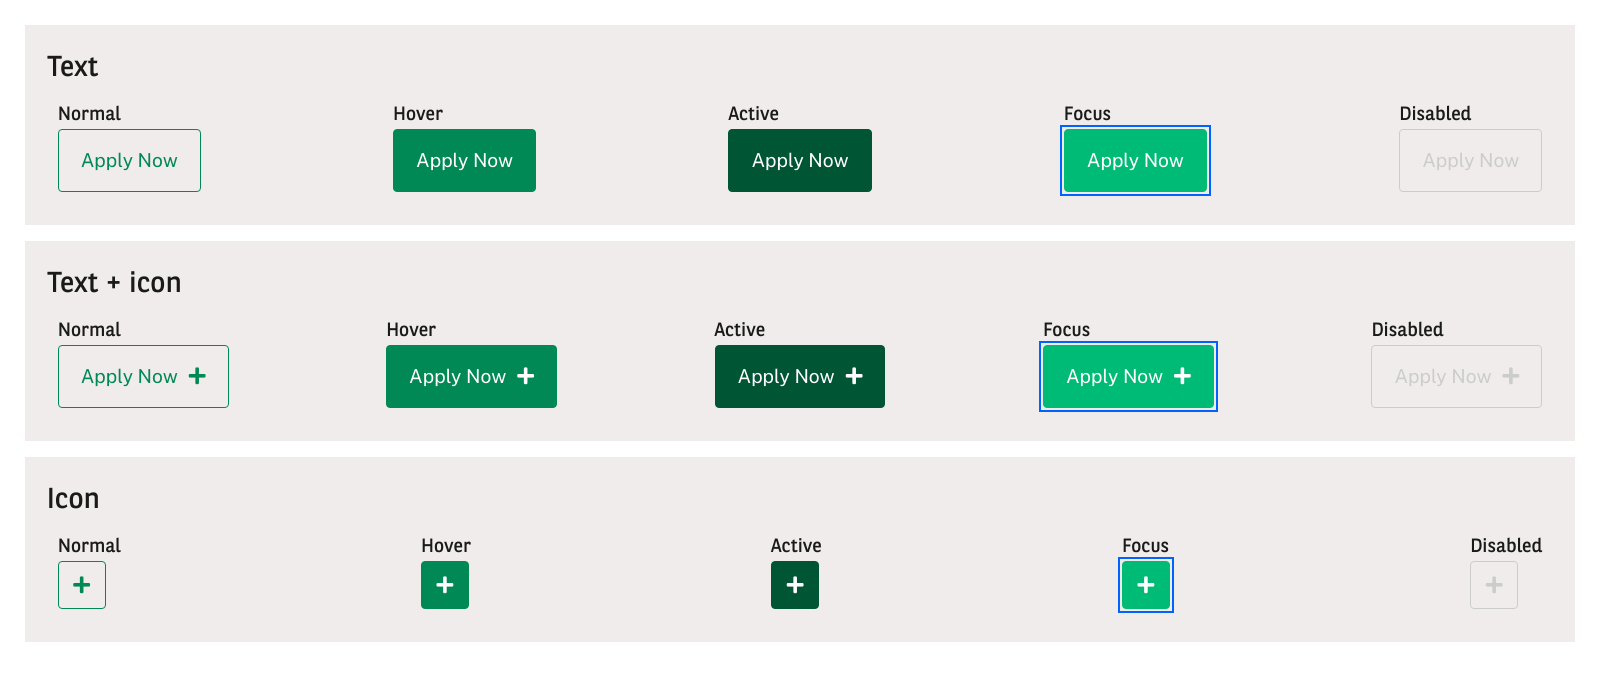 Text
Normal Hover Active Focus Disabled
Apply Now Apply Now Apply Now Apply Now Apply Now
Text + icon
Normal Hover Active Focus Disabled
Apply Now + Apply Now + Apply Now + Apply Now + Apply Now +
Icon
Normal Hover Active Focus Disabled
+ + + + +